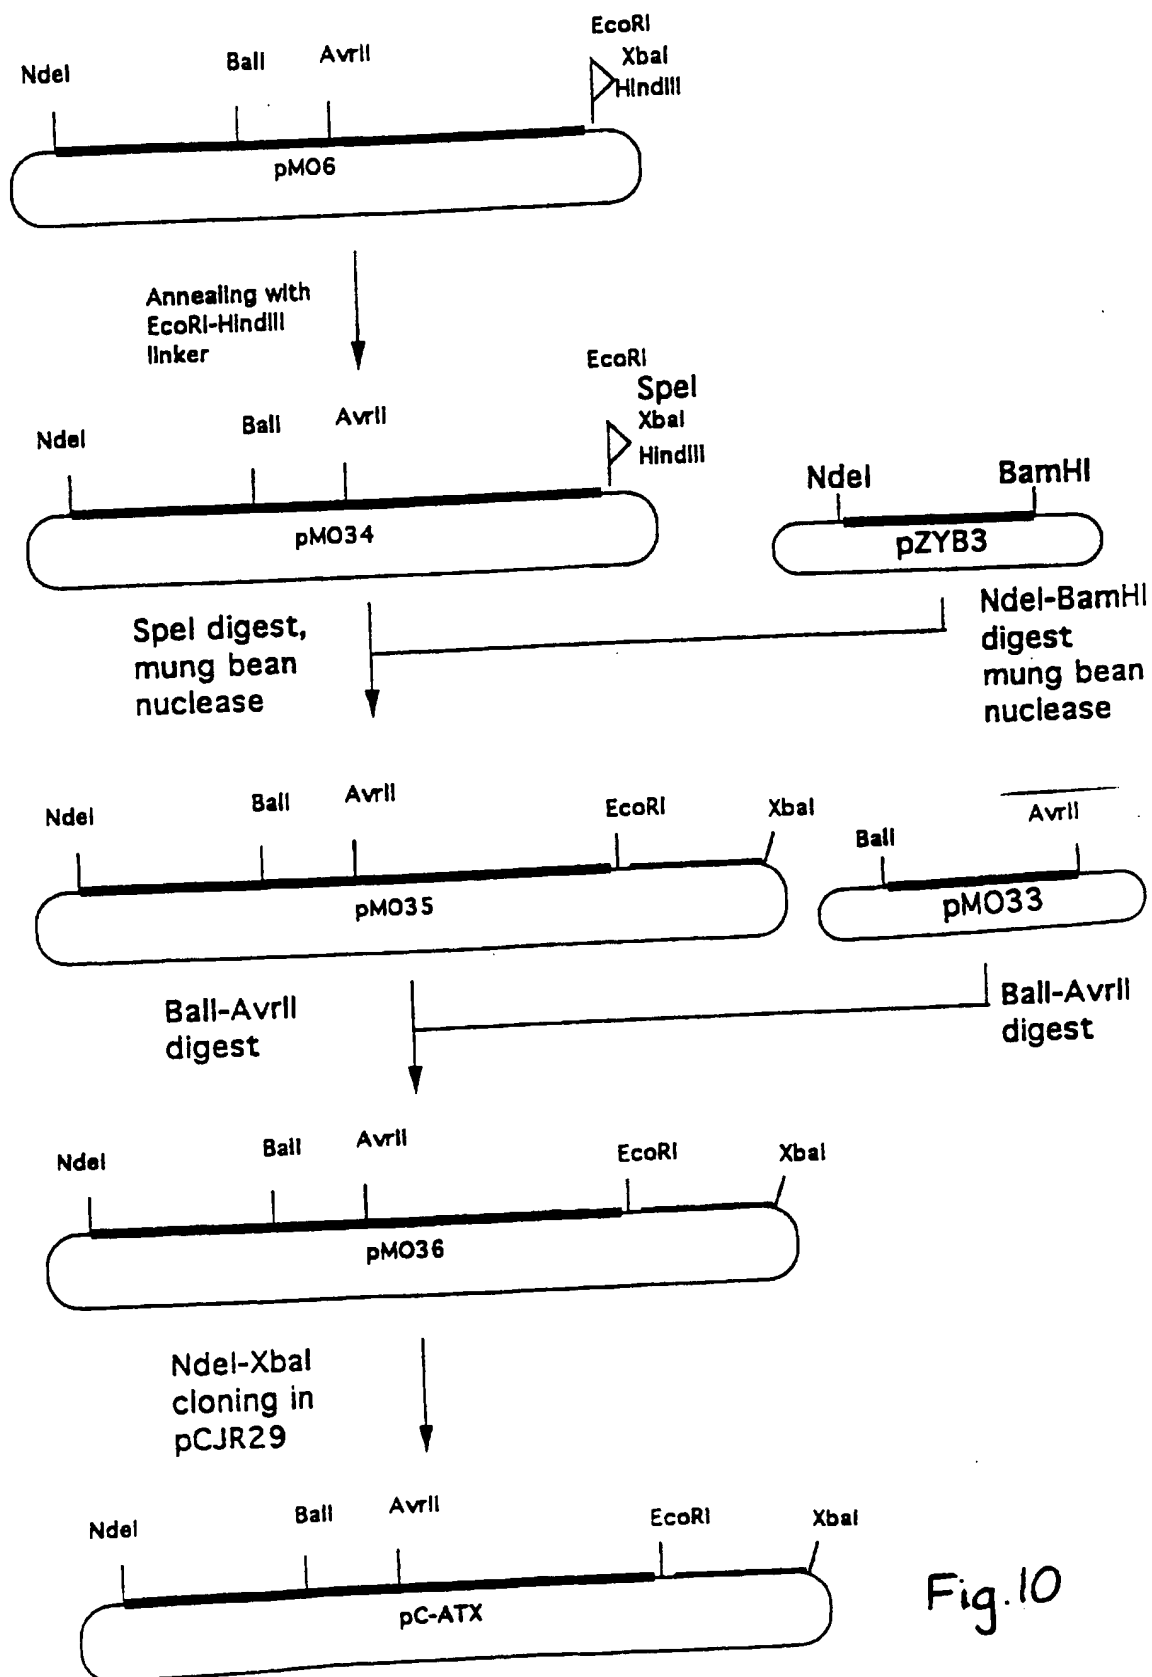 EcoRI
NdeI
BalI
AvrII
XbaI
HindIII
pMO6
Annealing with
EcoRI-HindIII
linker
EcoRI
SpeI
NdeI
BalI
AvrII
XbaI
HindIII
NdeI
BamHI
pMO34
pZYB3
SpeI digest,
mung bean
nuclease
NdeI-BamHI
digest
mung bean
nuclease
NdeI
BalI
AvrII
EcoRI
XbaI
BalI
AvrII
pMO35
pMO33
BalI-AvrII
digest
BalI-AvrII
digest
NdeI
BalI
AvrII
EcoRI
XbaI
pMO36
NdeI-XbaI
cloning in
pCJR29
NdeI
BalI
AvrII
EcoRI
XbaI
pC-ATX
Fig.10